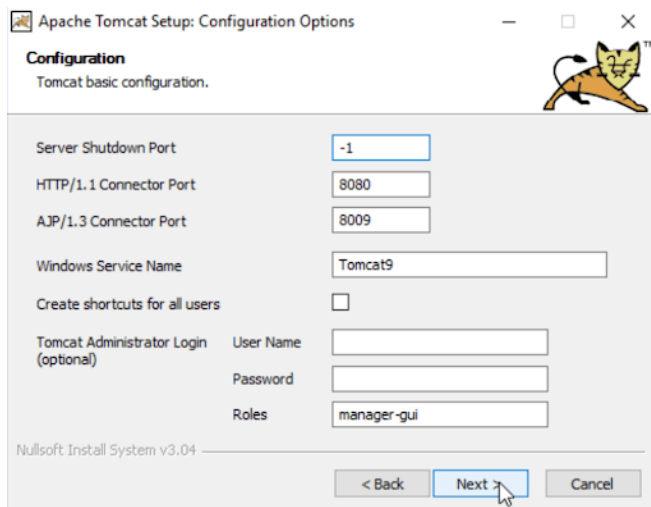 Apache Tomcat Setup: Configuration Options
Configuration
Tomcat basic configuration.
TM
Server Shutdown Port -1
HTTP/1.1 Connector Port 8080
AJP/1.3 Connector Port 8009
Windows Service Name Tomcat9
Create shortcuts for all users
Tomcat Administrator Login (optional)
User Name
Password
Roles manager-gui
Nullsoft Install System v3.04
< Back Next > Cancel